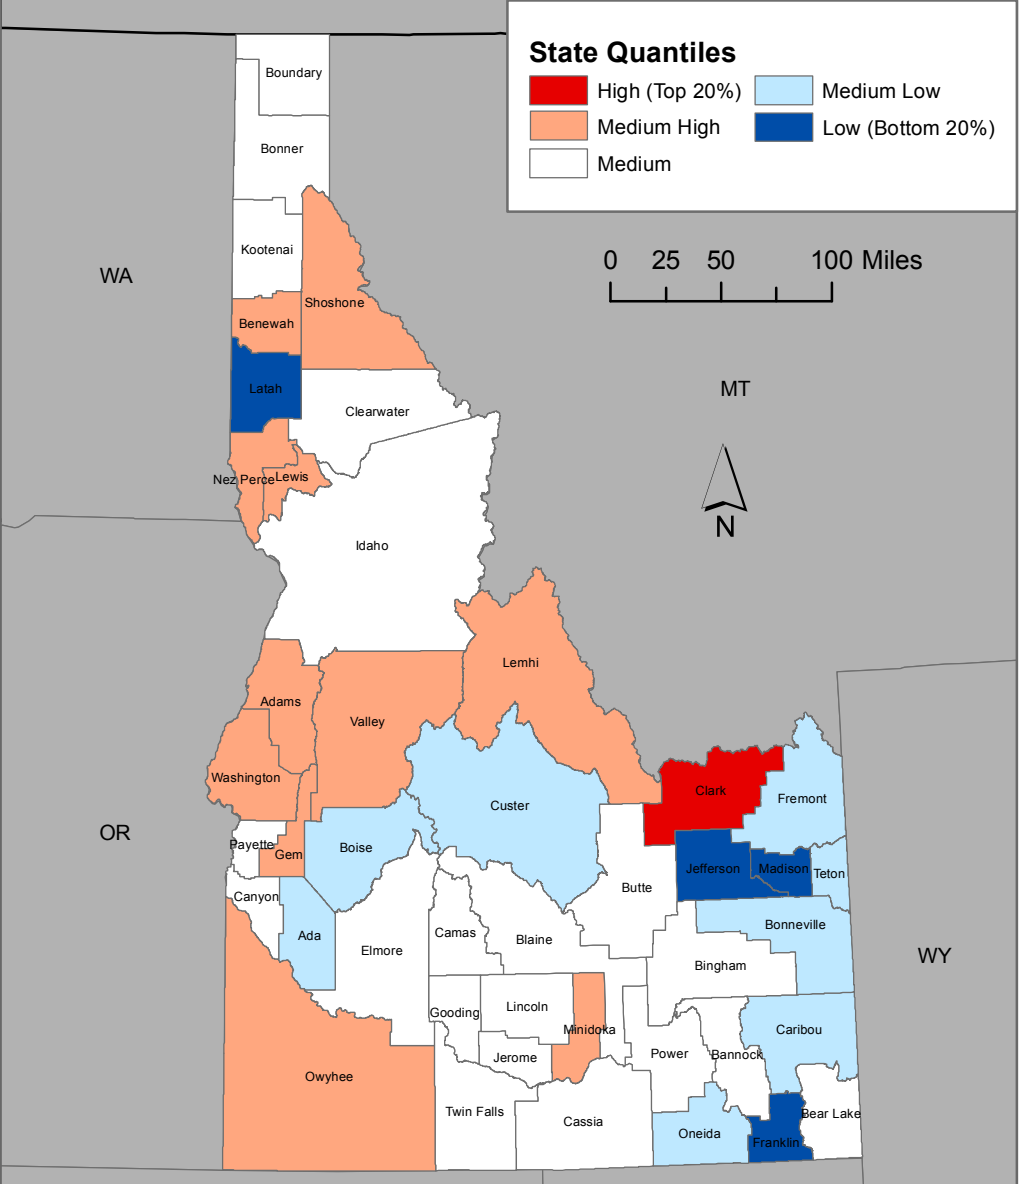 State Quantiles
High (Top 20%)
Medium Low
Medium High
Low (Bottom 20%)
Medium
Boundary
Bonner
Kootenai
0 25 50 100 Miles
WA
Shoshone
Benewah
MT
Latah
Clearwater
Nez Perce
Lewis
N
Idaho
Lemhi
Adams
Valley
Washington
Clark
Fremont
Custer
OR
Payette
Boise
Gem
Jefferson
Madison
Teton
Butte
Canyon
Bonneville
Ada
Camas
Blaine
Elmore
WY
Bingham
Lincoln
Gooding
Minidoka
Caribou
Jerome
Power
Bannock
Owyhee
Twin Falls
Bear Lake
Cassia
Oneida
Franklin